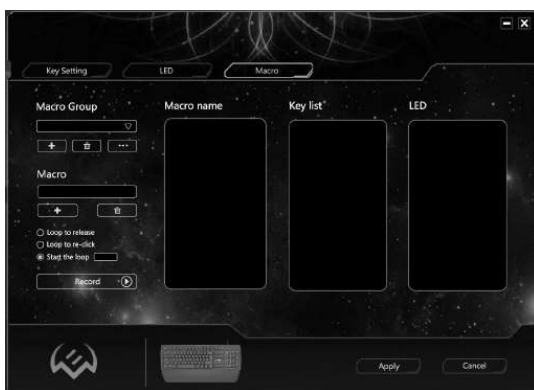 Key Setting
LED
Macro
Macro Group
Macro name
Key list
LED
Macro
Loop to release
Loop to re-click
Start the loop
Record
Apply
Cancel